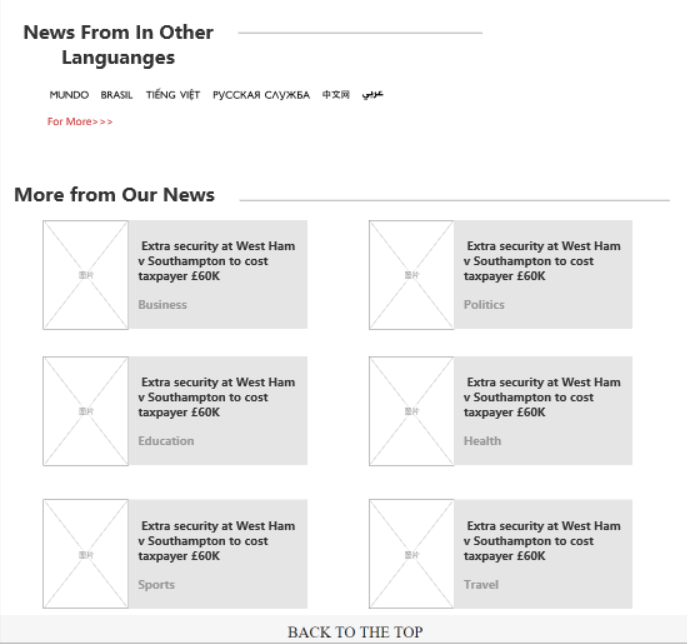 News From In Other
Languanges
MUNDO BRASIL TIẾNG VIỆT РУССКАЯ СЛУЖБА 中文网 عربي
For More>>>
More from Our News
图片
Extra security at West Ham
v Southampton to cost
taxpayer £60K
Business
图片
Extra security at West Ham
v Southampton to cost
taxpayer £60K
Politics
图片
Extra security at West Ham
v Southampton to cost
taxpayer £60K
Education
图片
Extra security at West Ham
v Southampton to cost
taxpayer £60K
Health
图片
Extra security at West Ham
v Southampton to cost
taxpayer £60K
Sports
图片
Extra security at West Ham
v Southampton to cost
taxpayer £60K
Travel
BACK TO THE TOP